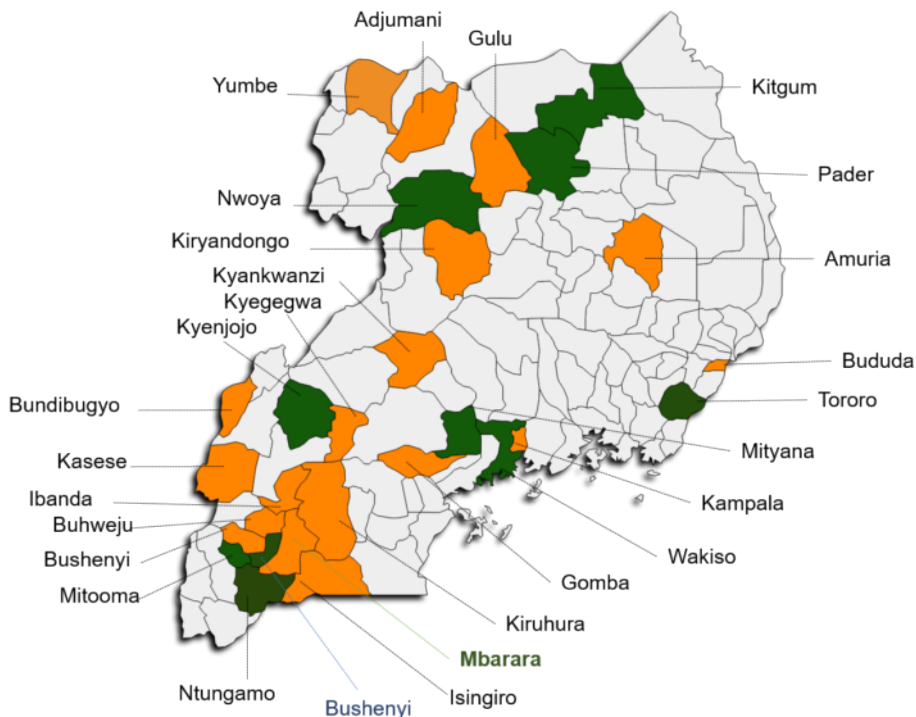 Adjumani
Gulu
Yumbe
Kitgum
Pader
Nwoya
Kiryandongo
Amuria
Kyankwanzi
Kyegegwa
Kyenjojo
Bududa
Bundibugyo
Tororo
Mityana
Kasese
Ibanda
Kampala
Buhweju
Bushenyi
Wakiso
Gomba
Mitooma
Kiruhura
Mbarara
Ntungamo
Isingiro
Bushenyi